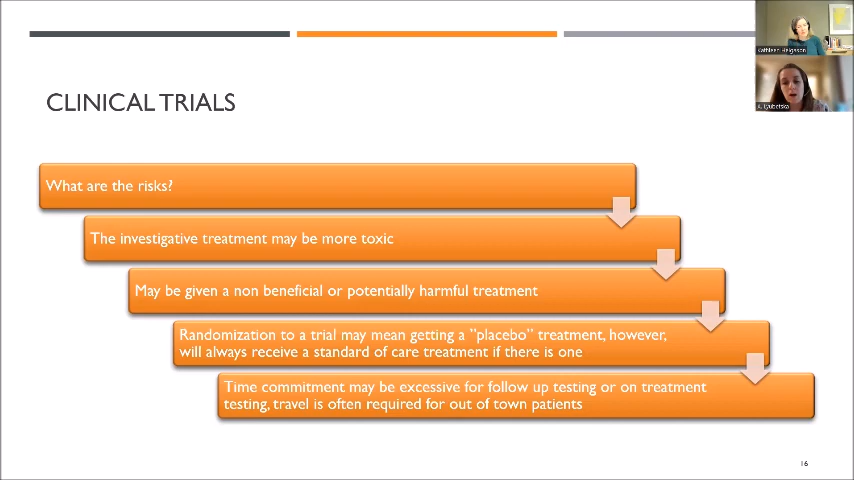 Kathleen Helgason
CLINICAL TRIALS
What are the risks?
The investigative treatment may be more toxic
May be given a non beneficial or potentially harmful treatment
Randomization to a trial may mean getting a "placebo" treatment, however,
will always receive a standard of care treatment if there is one
Time commitment may be excessive for follow up testing or on treatment
testing, travel is often required for out of town patients
16